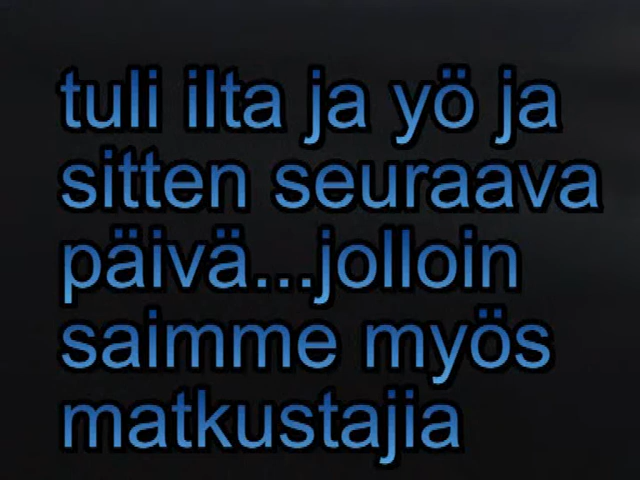 tuli ilta ja yö ja
sitten seuraava
päivä...jolloin
saimme myös
matkustajia